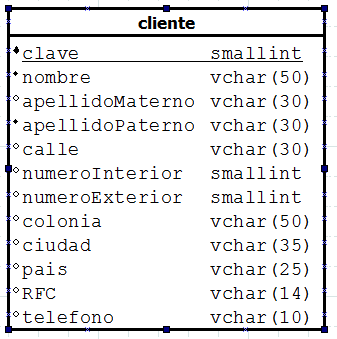 cliente
clave smallint
nombre vchar(50)
apellidoMaterno vchar(30)
apellidoPaterno vchar(30)
calle vchar(30)
numeroInterior smallint
numeroExterior smallint
colonia vchar(50)
ciudad vchar(35)
pais vchar(25)
RFC vchar(14)
telefono vchar(10)